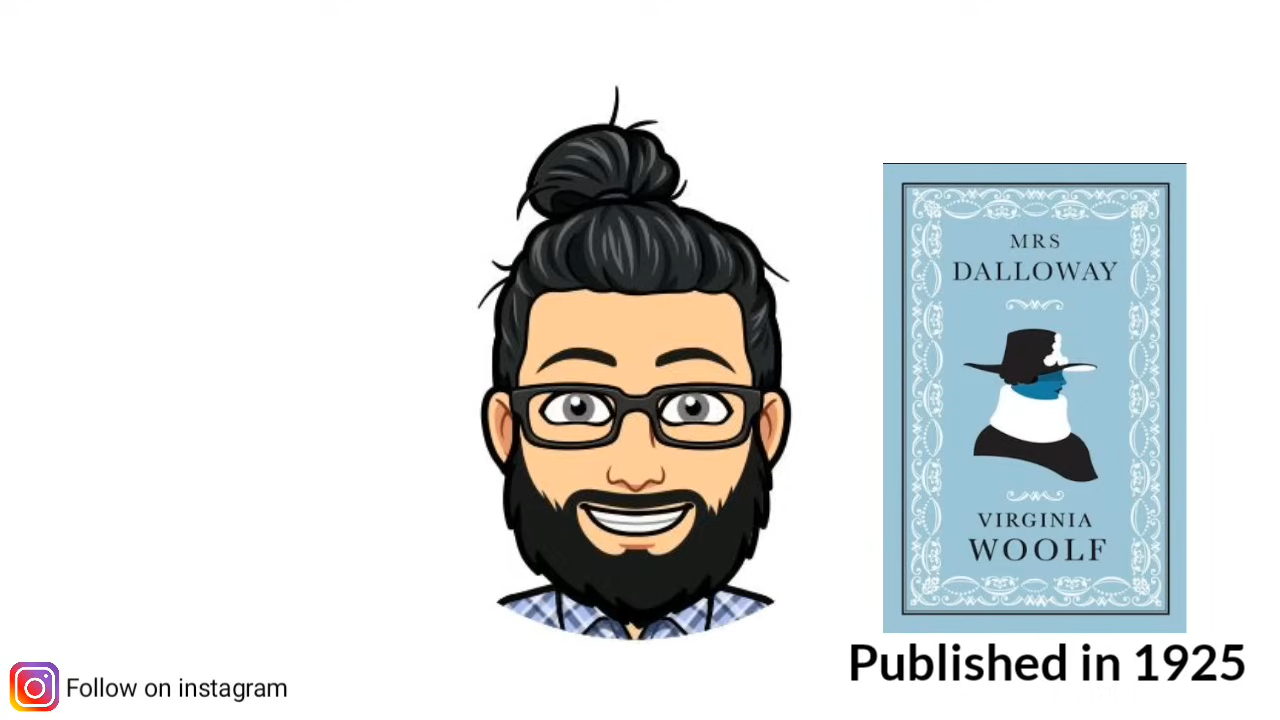 MRS
DALLOWAY
VIRGINIA
WOOLF
Published in 1925
Follow on instagram